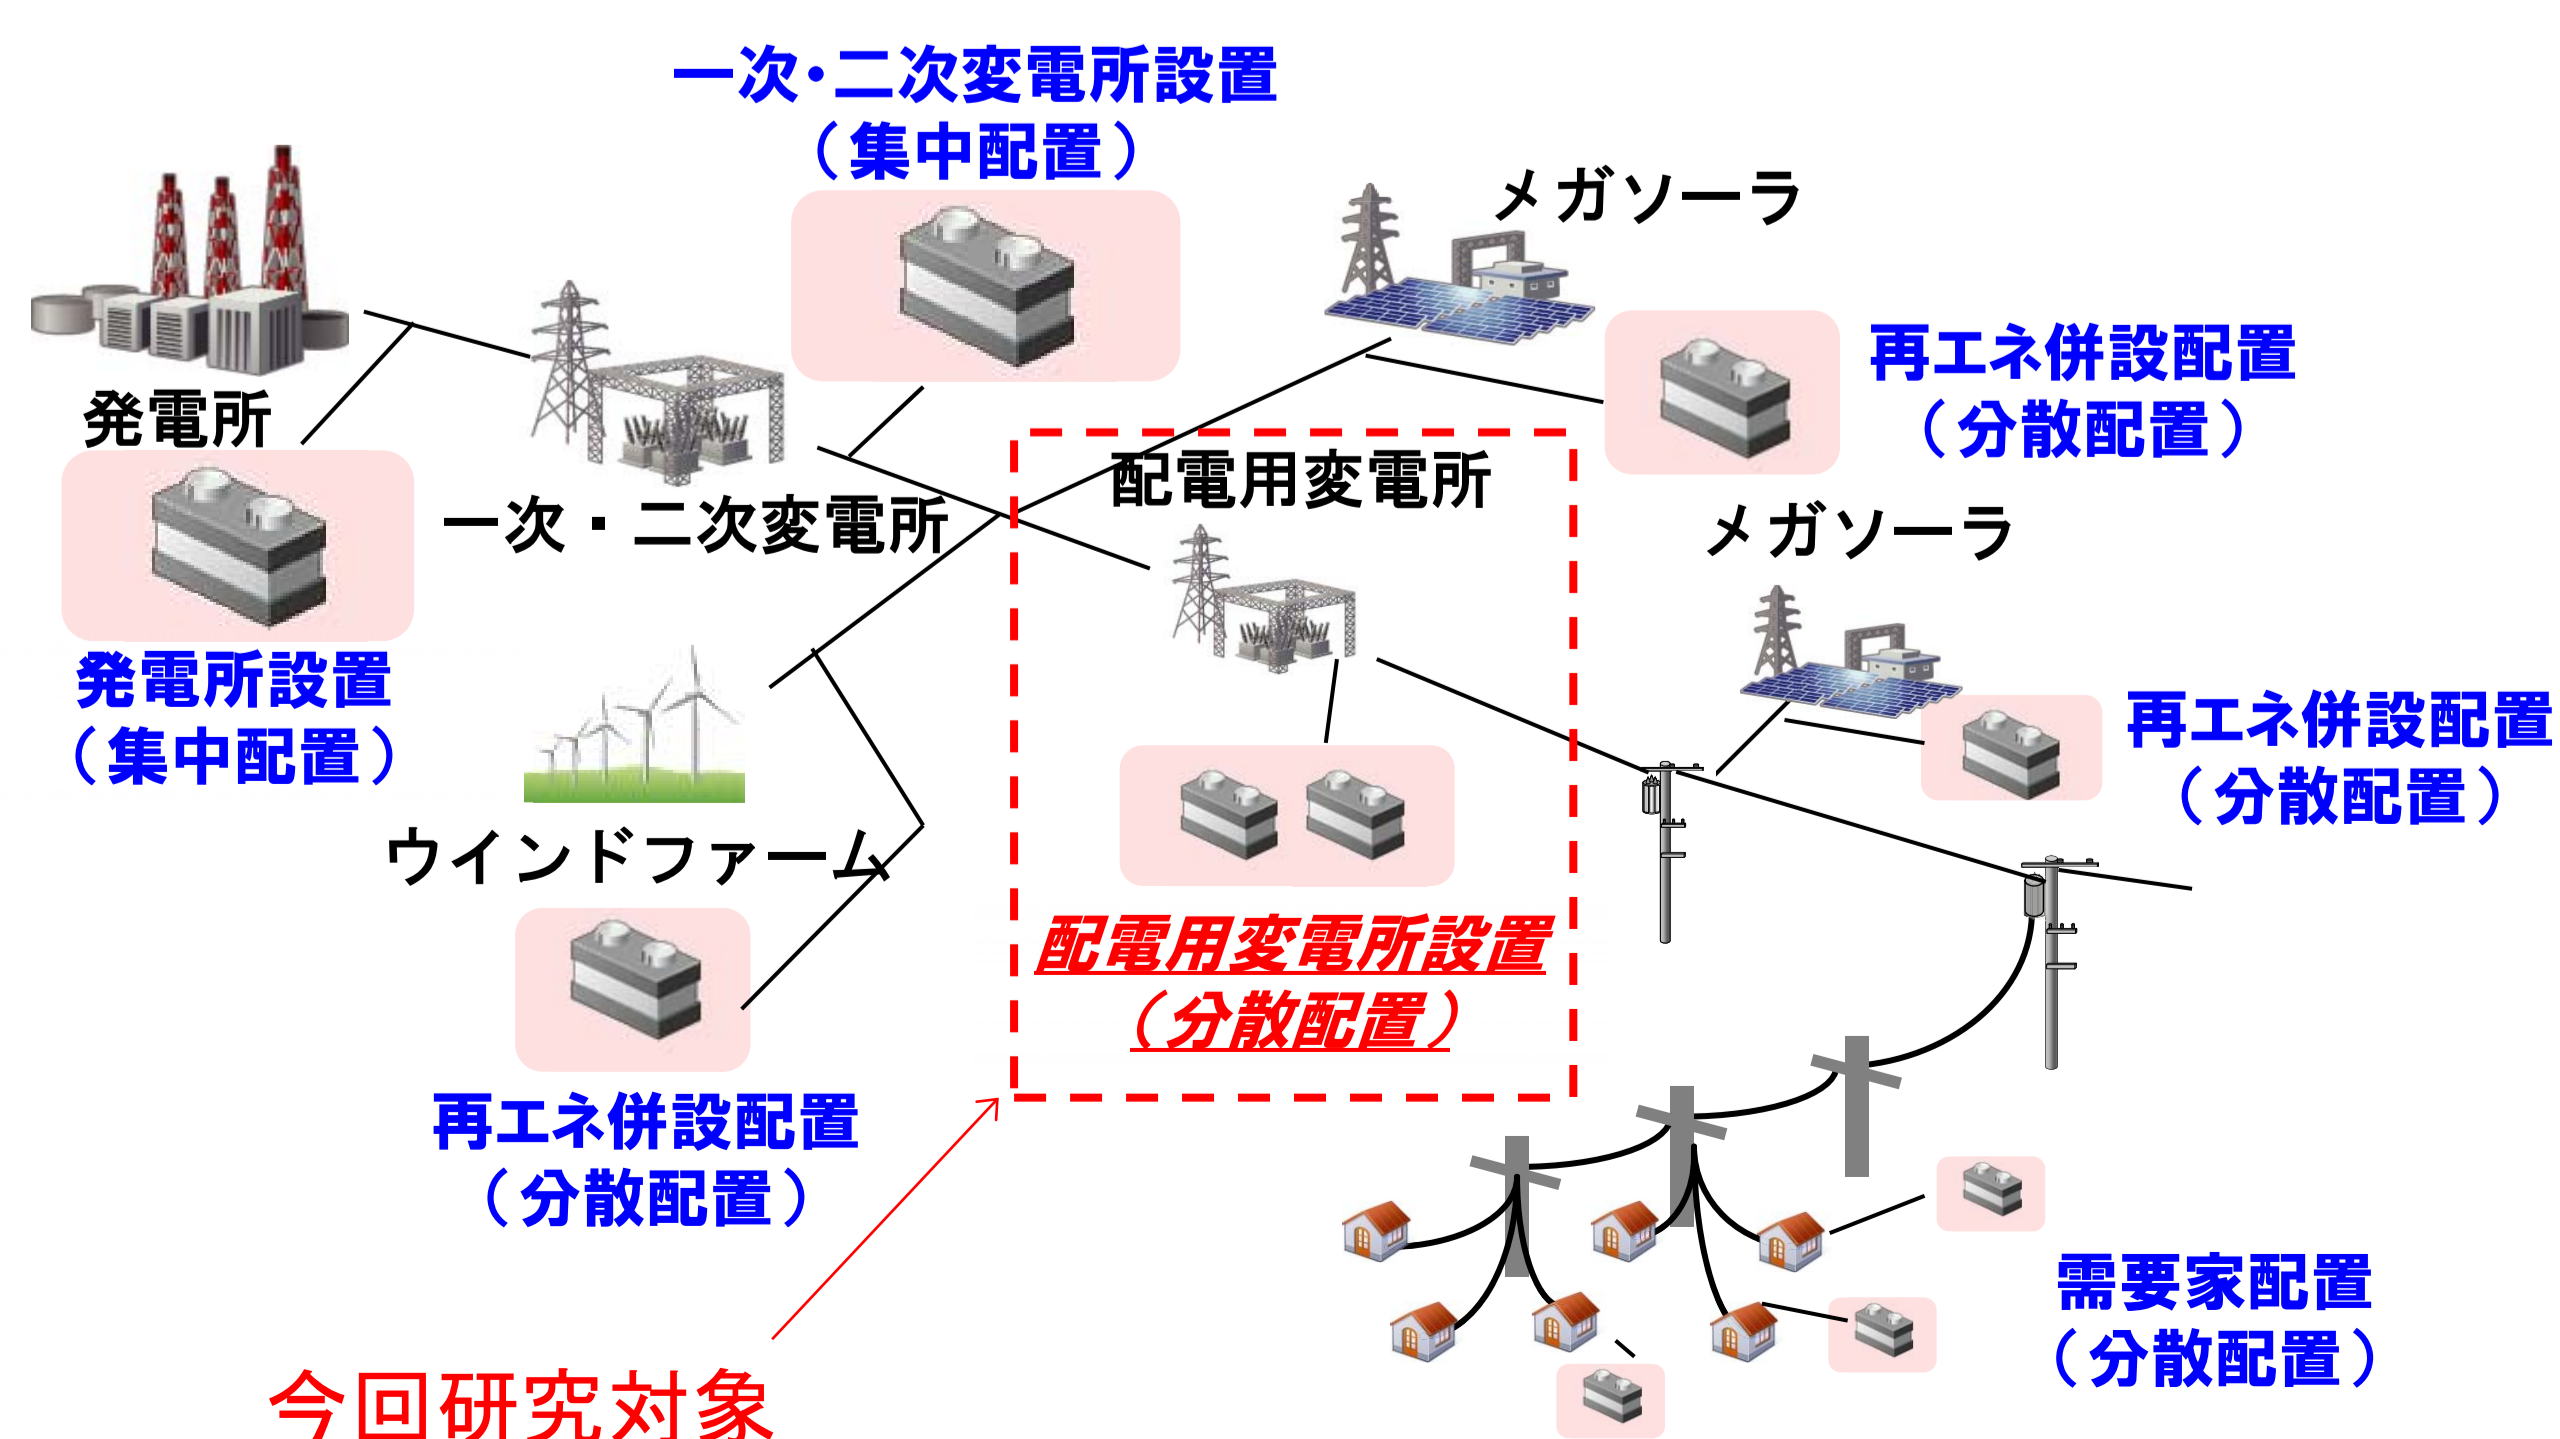 一次・二次変電所設置
（集中配置）
メガソーラ
再エネ併設配置
（分散配置）
発電所
発電所設置
（集中配置）
一次・二次変電所
配電用変電所
メガソーラ
再エネ併設配置
（分散配置）
ウインドファーム
再エネ併設配置
（分散配置）
配電用変電所設置
（分散配置）
需要家配置
（分散配置）
今回研究対象